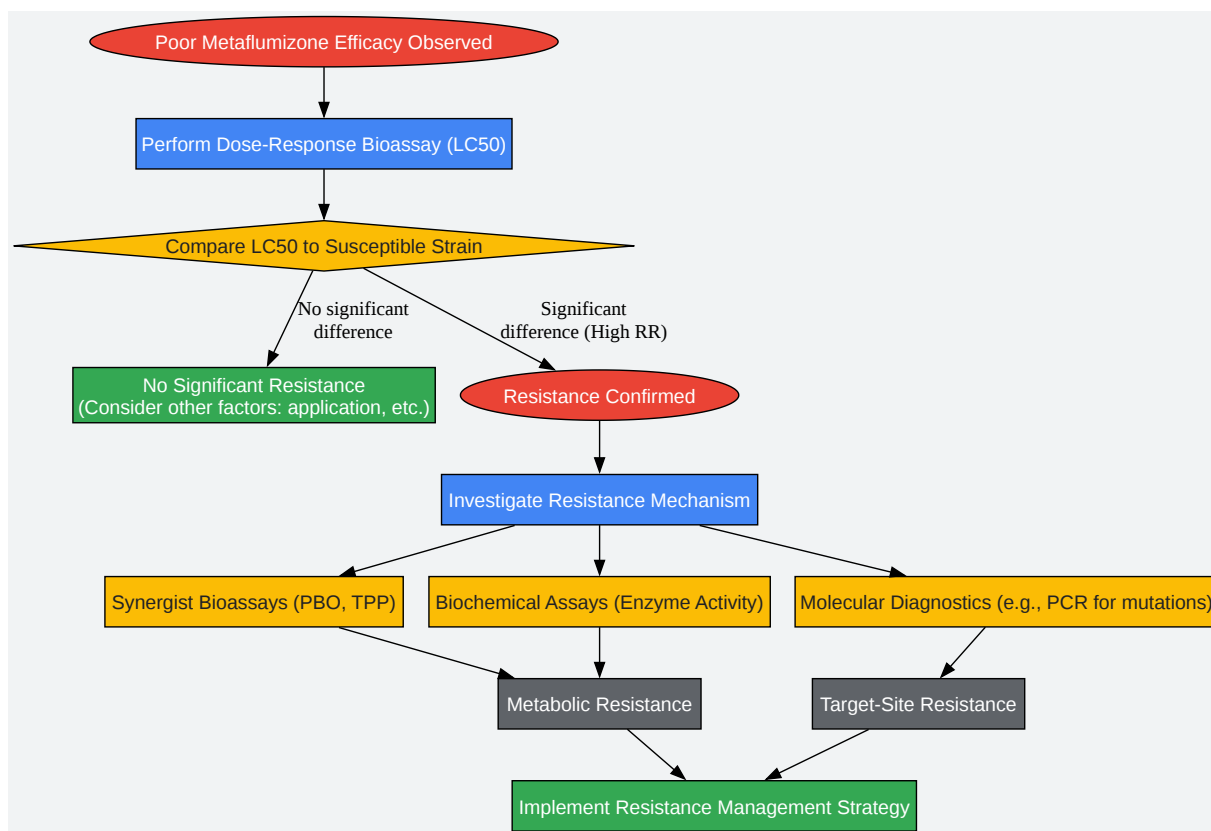 Poor Metaflumizone Efficacy Observed
Perform Dose-Response Bioassay (LC50)
Compare LC50 to Susceptible Strain
No significant
difference
Significant
difference (High RR)
No Significant Resistance
(Consider other factors: application, etc.)
Resistance Confirmed
Investigate Resistance Mechanism
Synergist Bioassays (PBO, TPP)
Biochemical Assays (Enzyme Activity)
Molecular Diagnostics (e.g., PCR for mutations)
Metabolic Resistance
Target-Site Resistance
Implement Resistance Management Strategy